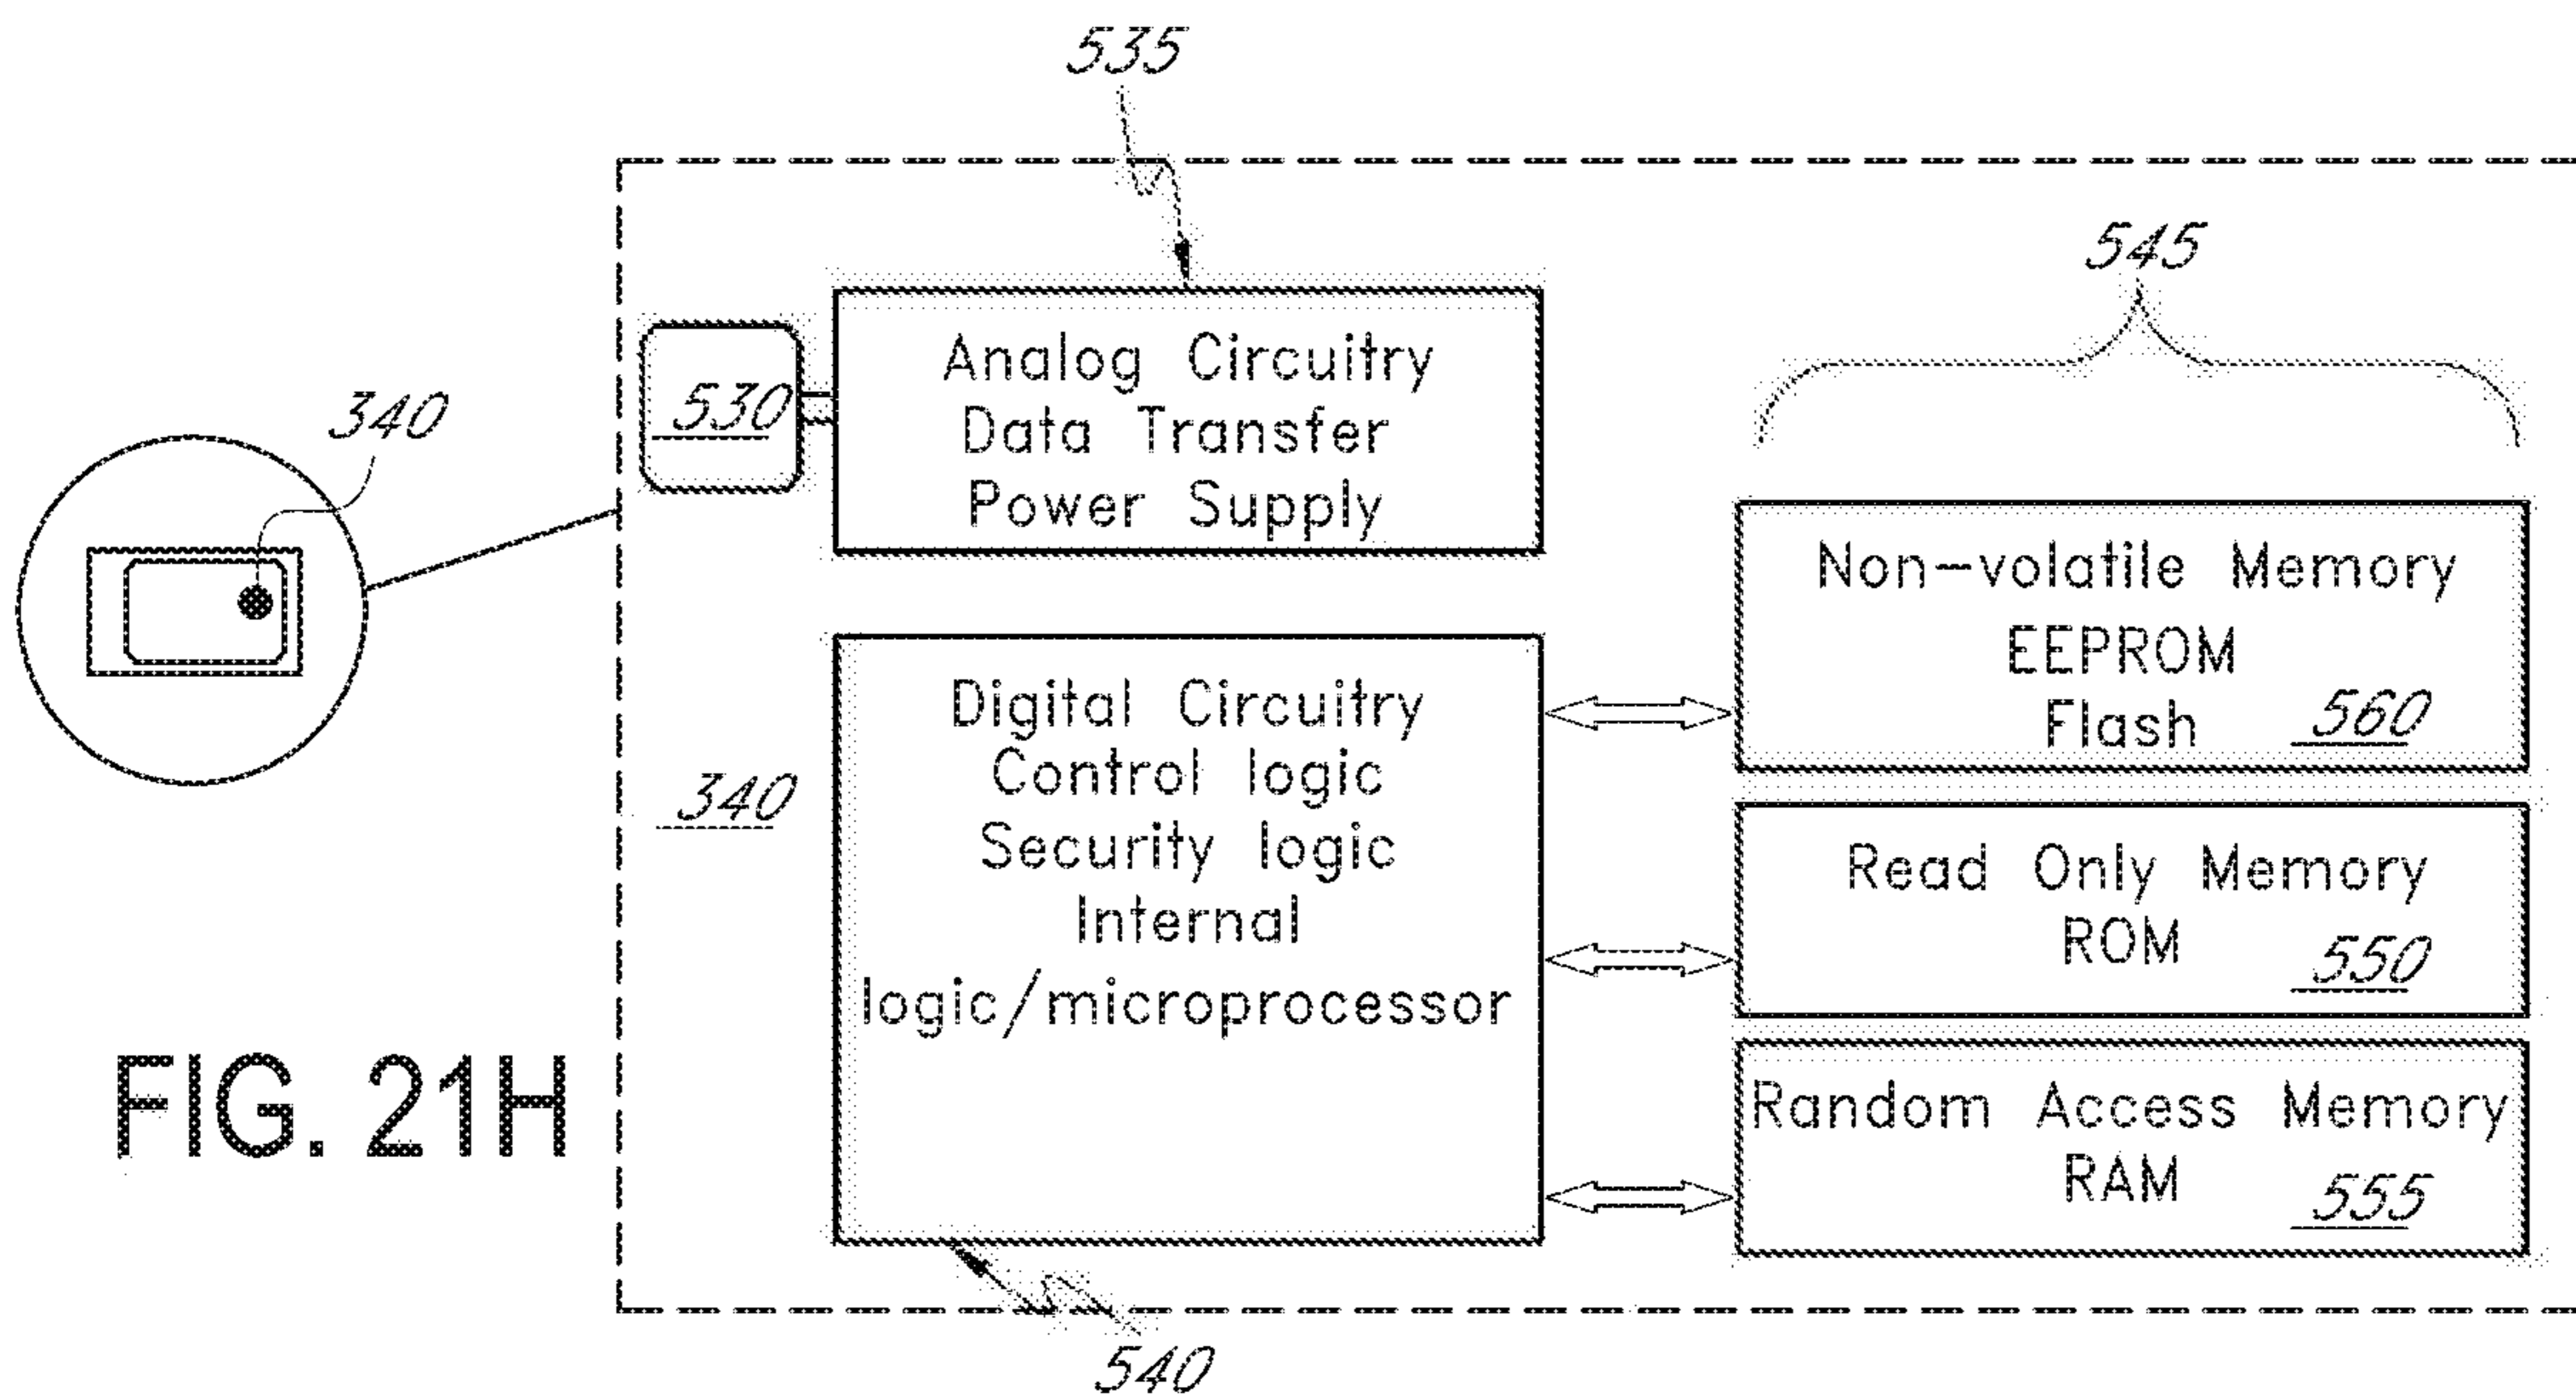 535
545
340
530
Analog Circuitry
Data Transfer
Power Supply
Non-volatile Memory
EEPROM
Flash 560
340
Digital Circuitry
Control logic
Security logic
Internal
logic/microprocessor
Read Only Memory
ROM 550
Random Access Memory
RAM 555
540
FIG. 21H